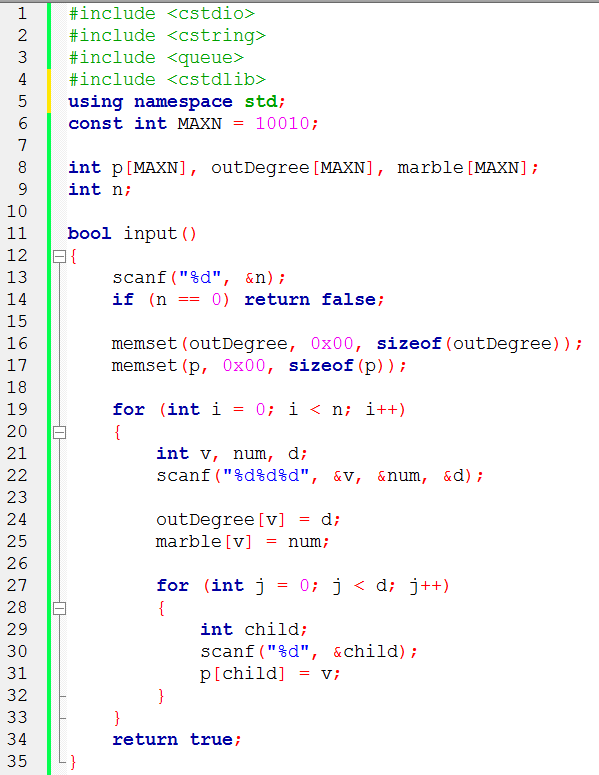 1 #include <cstdio>
2 #include <cstring>
3 #include <queue>
4 #include <cstdlib>
5 using namespace std;
6 const int MAXN = 10010;
7
8 int p[MAXN], outDegree[MAXN], marble[MAXN];
9 int n;
10
11 bool input()
12 {
13     scanf("%d", &n);
14     if (n == 0) return false;
15
16     memset(outDegree, 0x00, sizeof(outDegree));
17     memset(p, 0x00, sizeof(p));
18
19     for (int i = 0; i < n; i++)
20     {
21         int v, num, d;
22         scanf("%d%d%d", &v, &num, &d);
23
24         outDegree[v] = d;
25         marble[v] = num;
26
27         for (int j = 0; j < d; j++)
28         {
29             int child;
30             scanf("%d", &child);
31             p[child] = v;
32         }
33     }
34     return true;
35 }